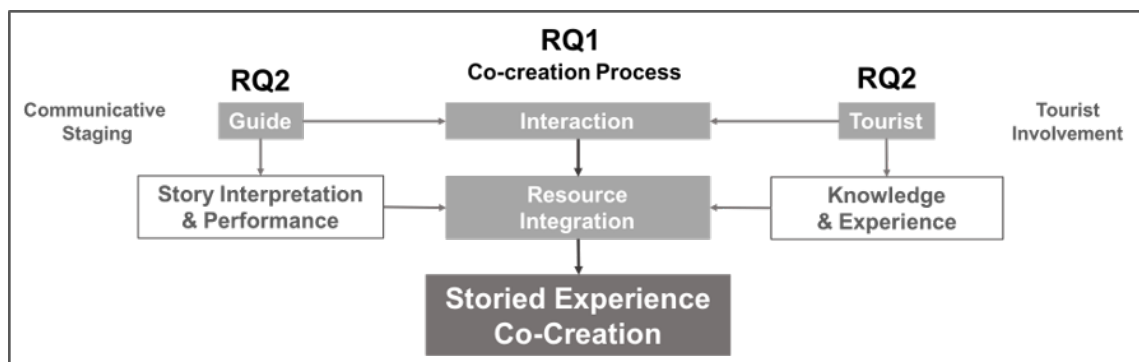 RQ1
Co-creation Process
RQ2
RQ2
Communicative
Staging
Guide
Interaction
Tourist
Tourist
Involvement
Story Interpretation
& Performance
Resource
Integration
Knowledge
& Experience
Storied Experience
Co-Creation